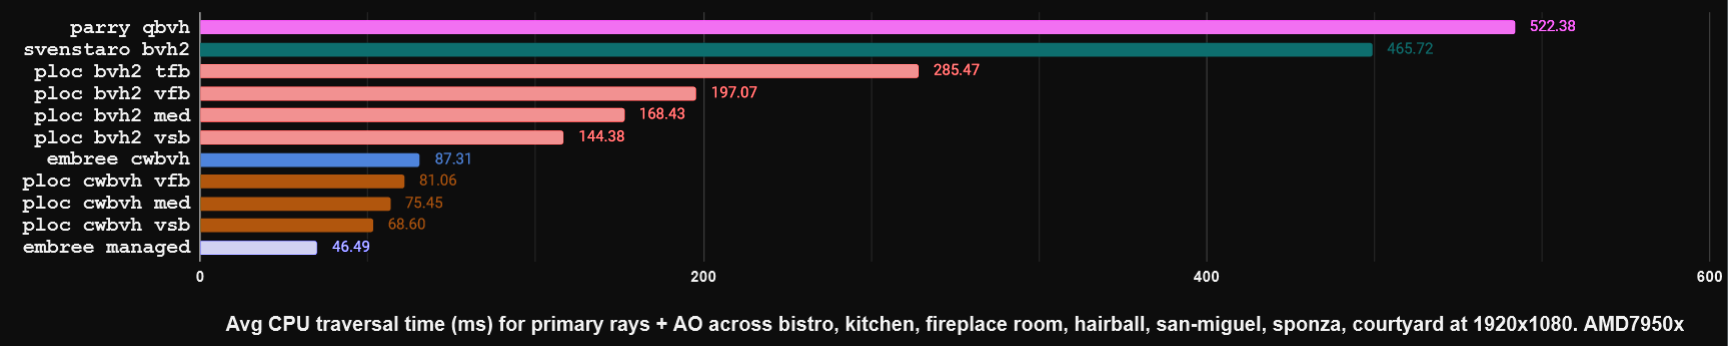 parry qbvh 522.38
svenstaro bvh2 465.72
ploc bvh2 tfb 285.47
ploc bvh2 vfb 197.07
ploc bvh2 med 168.43
ploc bvh2 vsb 144.38
embree cwbvh 87.31
ploc cwbvh vfb 81.06
ploc cwbvh med 75.45
ploc cwbvh vsb 68.60
embree managed 46.49
0 200 400 600
Avg CPU traversal time (ms) for primary rays + AO across bistro, kitchen, fireplace room, hairball, san-miguel, sponza, courtyard at 1920x1080. AMD7950x